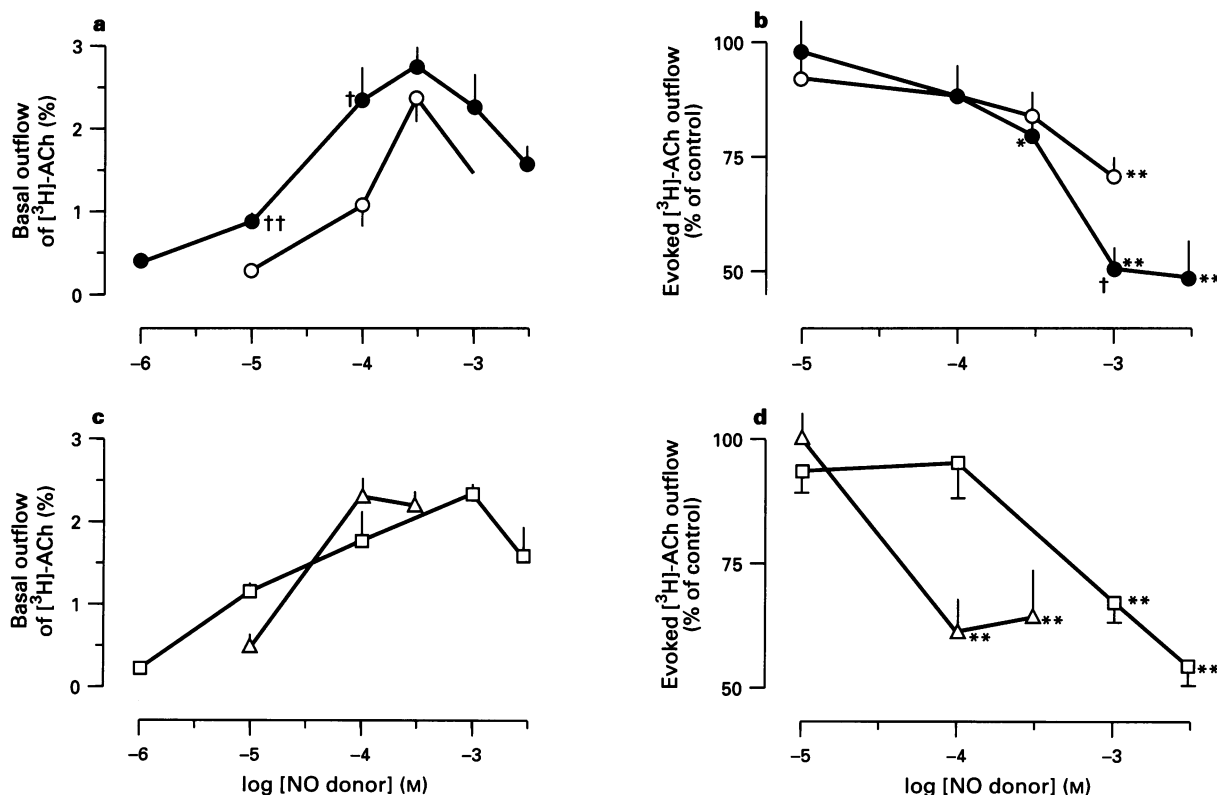 a
3
2
1
0
Basal outflow
of [³H]-ACh (%)
†
††
–6
–5
–4
–3
b
100
75
50
Evoked [³H]-ACh outflow
(% of control)
*
**
**
†
**
–5
–4
–3
c
3
2
1
0
Basal outflow
of [³H]-ACh (%)
–6
–5
–4
–3
log [NO donor] (M)
d
100
75
50
Evoked [³H]-ACh outflow
(% of control)
**
**
**
**
–5
–4
–3
log [NO donor] (M)